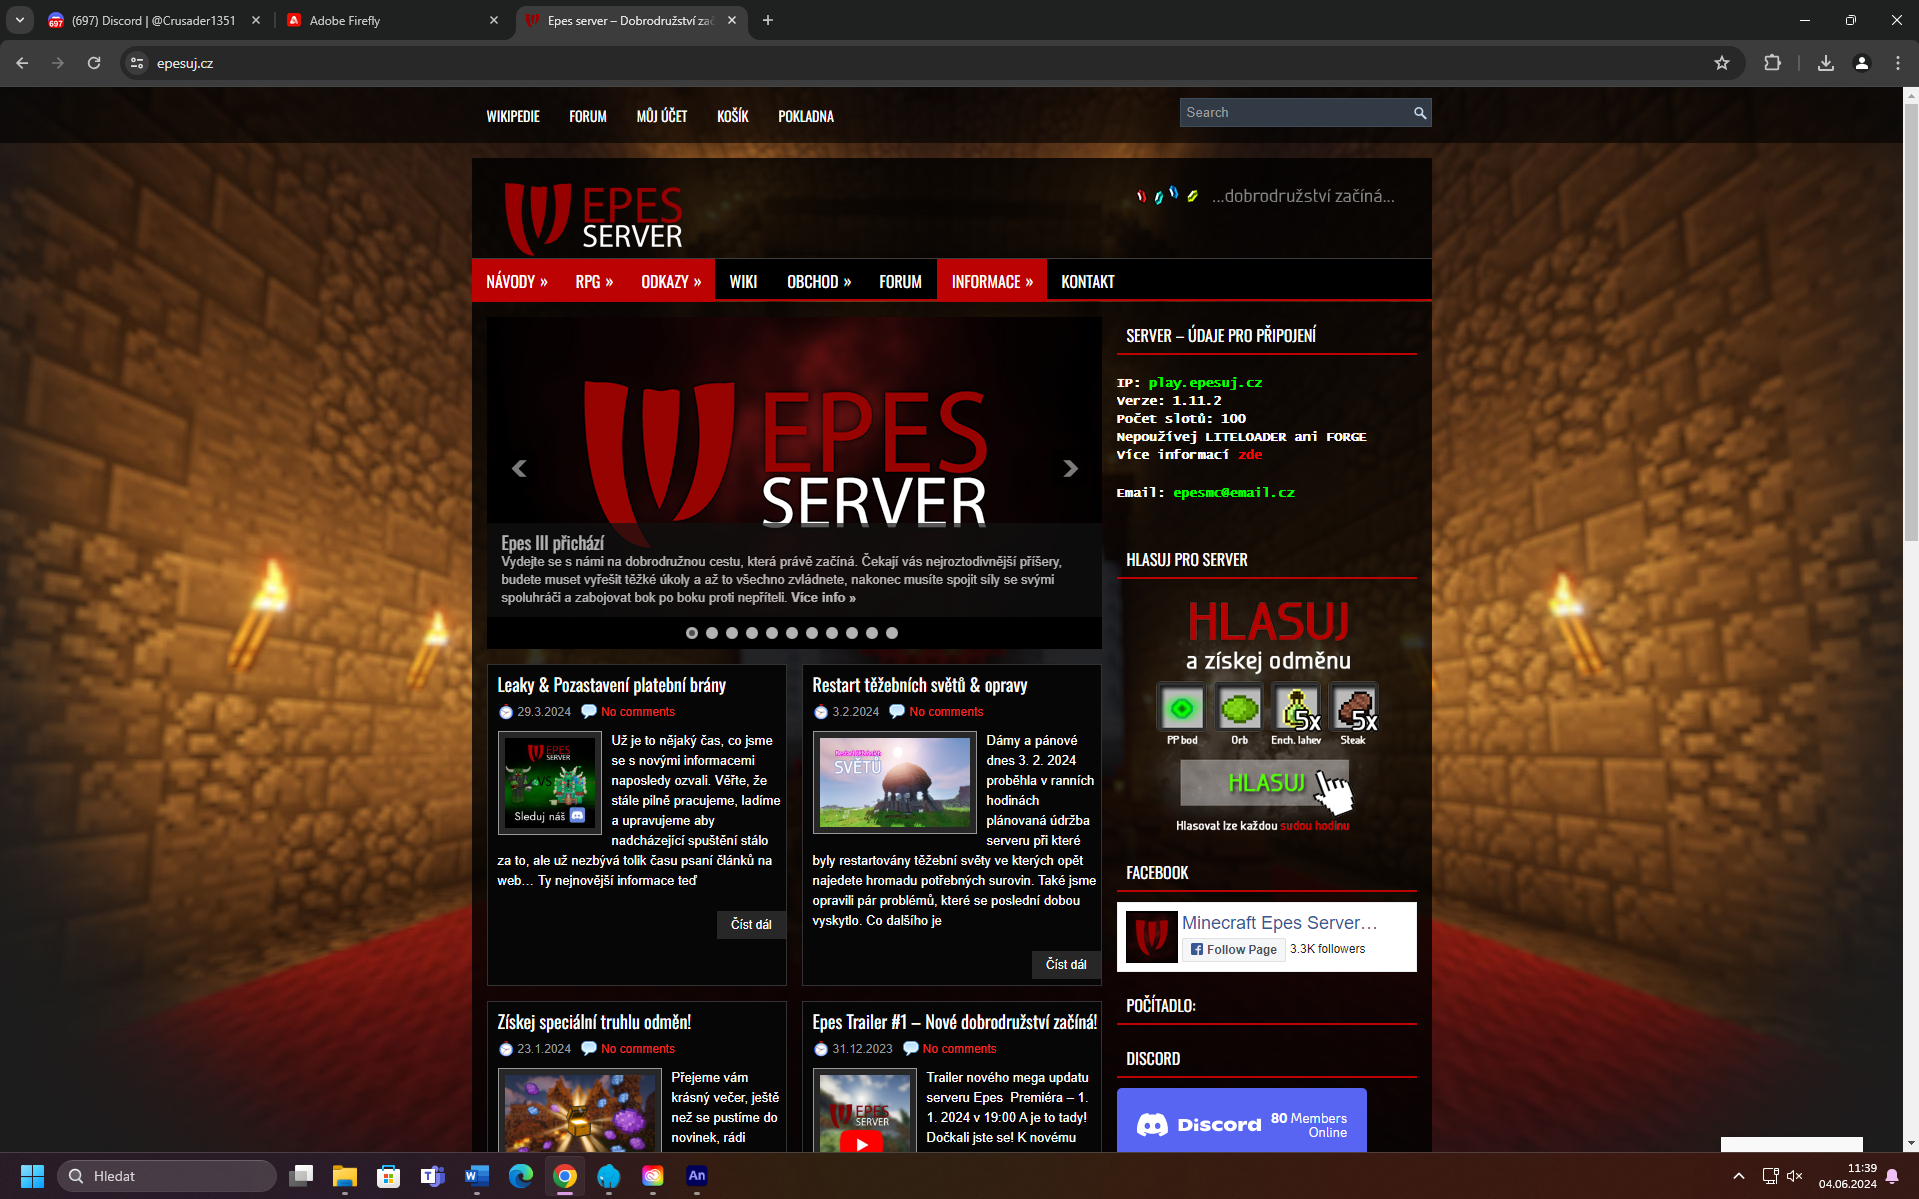 (697) Discord | @Crusader1351
Adobe Firefly
Epes server – Dobrodružství zač
epesuj.cz
WIKIPEDIE FORUM MŮJ ÚČET KOŠÍK POKLADNA
Search
EPES
SERVER
...dobrodružství začíná...
NÁVODY » RPG » ODKAZY » WIKI OBCHOD » FORUM INFORMACE » KONTAKT
EPES
SERVER
Epes III přichází
Vydejte se s námi na dobrodružnou cestu, která právě začíná. Čekají vás nejroztodivnější příšery,
budete muset vyřešit těžké úkoly a až to všechno zvládnete, nakonec musíte spojit síly se svými
spoluhráči a zabojovat bok po boku proti nepříteli. Více info »
SERVER – ÚDAJE PRO PŘIPOJENÍ
IP: play.epesuj.cz
Verze: 1.11.2
Počet slotů: 100
Nepoužívej LITELOADER ani FORGE
Více informací zde
Email: epesmc@email.cz
HLASUJ PRO SERVER
HLASUJ
a získej odměnu
5x 5x
PP bod Orb Ench. lahev Steak
HLASUJ
Hlasovat lze každou sudou hodinu
Leaky & Pozastavení platební brány
29.3.2024 No comments
EPES
SERVER
VS
Sleduj náš
Už je to nějaký čas, co jsme
se s novými informacemi
naposledy ozvali. Věřte, že
stále pilně pracujeme, ladíme
a upravujeme aby
nadcházející spuštění stálo
za to, ale už nezbývá tolik času psaní článků na
web… Ty nejnovější informace teď
Číst dál
Restart těžebních světů & opravy
3.2.2024 No comments
Restart těžebních
SVĚTŮ
Dámy a pánové
dnes 3. 2. 2024
proběhla v ranních
hodinách
plánovaná údržba
serveru při které
byly restartovány těžební světy ve kterých opět
najedete hromadu potřebných surovin. Také jsme
opravili pár problémů, které se poslední dobou
vyskytlo. Co dalšího je
Číst dál
FACEBOOK
Minecraft Epes Server…
Follow Page 3.3K followers
POČÍTADLO:
DISCORD
Discord
80 Members
Online
Získej speciální truhlu odměn!
23.1.2024 No comments
Přejeme vám
krásný večer, ještě
než se pustíme do
novinek, rádi
Epes Trailer #1 – Nové dobrodružství začíná!
31.12.2023 No comments
EPES
SERVER
Trailer nového mega updatu
serveru Epes Premiéra – 1.
1. 2024 v 19:00 A je to tady!
Dočkali jste se! K novému
Hledat
An
11:39
04.06.2024